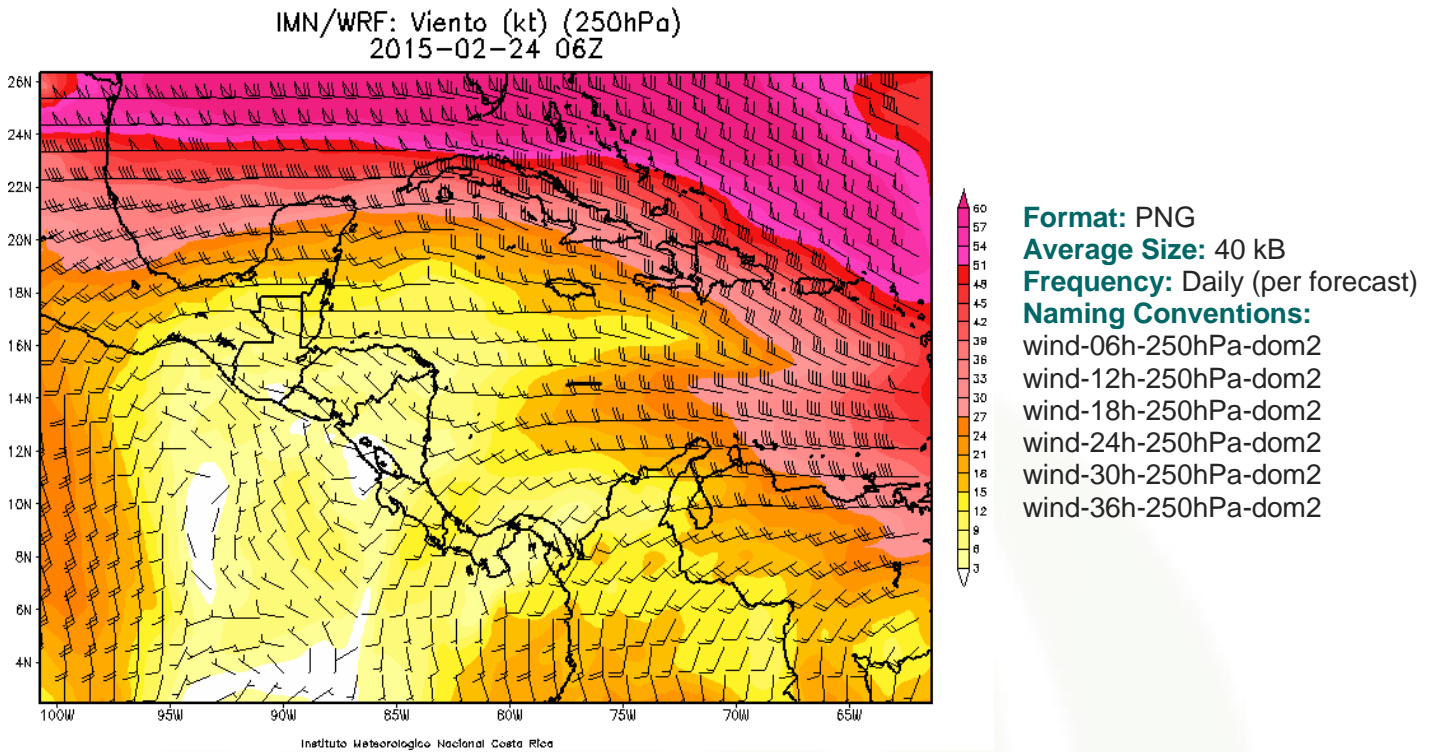 IMN/WRF: Viento (kt) (250hPa)
2015-02-24 06Z
26N
24N
22N
20N
18N
16N
14N
12N
10N
8N
6N
4N
100W
95W
90W
85W
80W
75W
70W
65W
Instituto Meteorologico Nacional Costa Rica
60
57
54
51
48
45
42
39
36
33
30
27
24
21
18
15
12
9
6
3
Format: PNG
Average Size: 40 kB
Frequency: Daily (per forecast)
Naming Conventions:
wind-06h-250hPa-dom2
wind-12h-250hPa-dom2
wind-18h-250hPa-dom2
wind-24h-250hPa-dom2
wind-30h-250hPa-dom2
wind-36h-250hPa-dom2